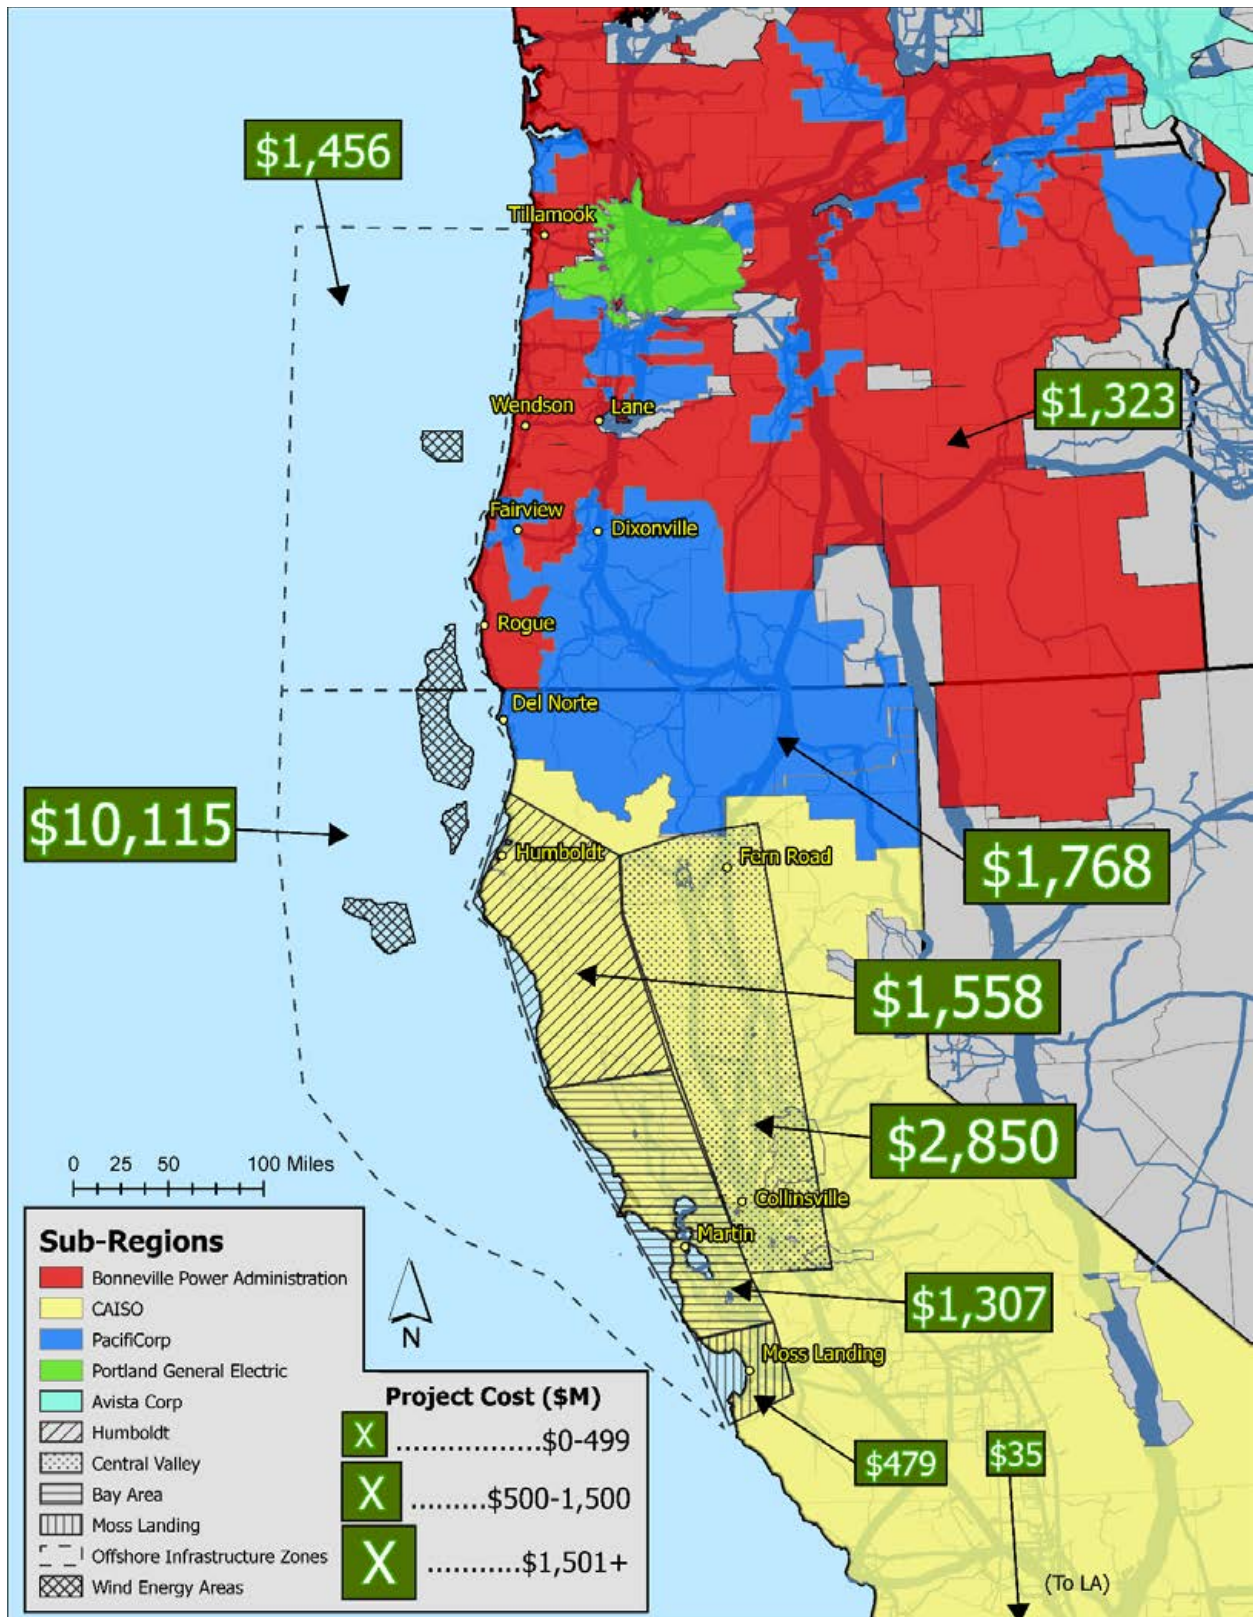 $1,456
Tillamook
$1,323
Wendson
Lane
Fairview
Dixonville
Rogue
Del Norte
$10,115
Humboldt
Fern Road
$1,768
$1,558
$2,850
0 25 50 100 Miles
Collinsville
Martin
$1,307
N
Moss Landing
$479
$35
(To LA)
Sub-Regions
Bonneville Power Administration
CAISO
PacifiCorp
Portland General Electric
Avista Corp
Humboldt
Central Valley
Bay Area
Moss Landing
Offshore Infrastructure Zones
Wind Energy Areas
Project Cost ($M)
X .................$0-499
X .........$500-1,500
X ...........$1,501+